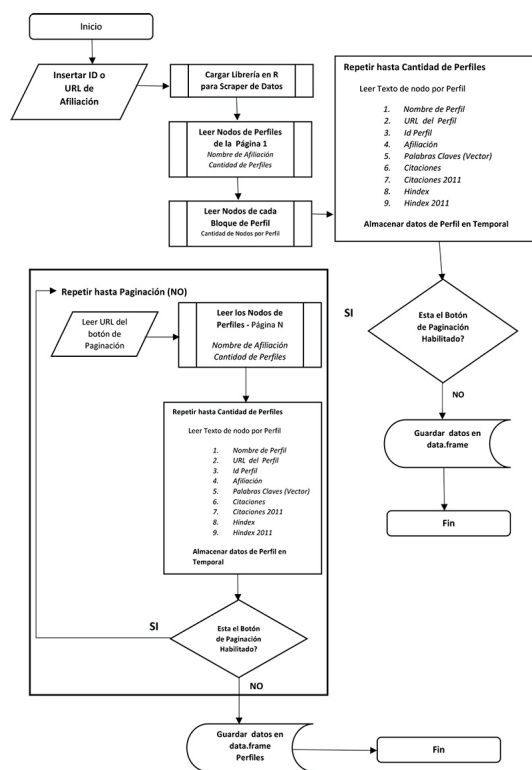 Inicio
Insertar ID o
URL de
Afiliación
Cargar Librería en R
para Scraper de Datos
Leer Nodos de Perfiles
de la Página 1
Nombre de Afiliación
Cantidad de Perfiles
Leer Nodos de cada
Bloque de Perfil
Cantidad de Nodos por Perfil
Repetir hasta Cantidad de Perfiles
Leer Texto de nodo por Perfil
1. Nombre de Perfil
2. URL del Perfil
3. Id Perfil
4. Afiliación
5. Palabras Claves (Vector)
6. Citaciones
7. Citaciones 2011
8. Hindex
9. Hindex 2011
Almacenar datos de Perfil en Temporal
SI
Esta el Botón
de Paginación
Habilitado?
NO
Guardar datos en
data.frame
Fin
Repetir hasta Paginación (NO)
Leer URL del
botón de
Paginación
Leer los Nodos de
Perfiles - Página N
Nombre de Afiliación
Cantidad de Perfiles
Repetir hasta Cantidad de Perfiles
Leer Texto de nodo por Perfil
1. Nombre de Perfil
2. URL del Perfil
3. Id Perfil
4. Afiliación
5. Palabras Claves (Vector)
6. Citaciones
7. Citaciones 2011
8. Hindex
9. Hindex 2011
Almacenar datos de Perfil en
Temporal
SI
Esta el Botón
de Paginación
Habilitado?
NO
Guardar datos en
data.frame
Perfiles
Fin